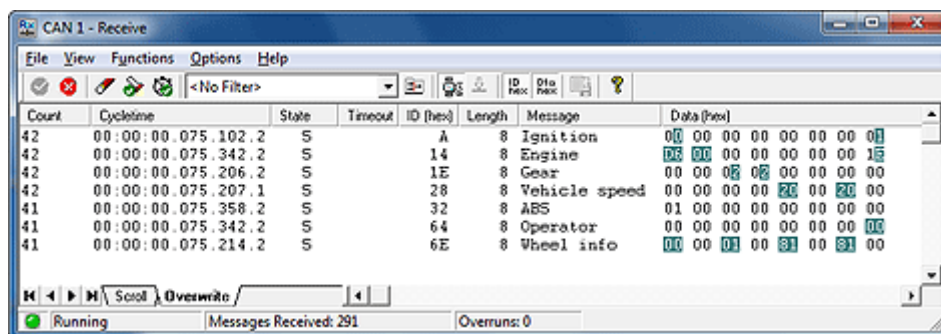 CAN 1 - Receive
File View Functions Options Help
<No Filter>
Count Cycletime State Timeout ID (hex) Length Message Data (hex)
42 00:00:00.075.102.2 S A 8 Ignition 00 00 00 00 00 00 00 01
42 00:00:00.075.342.2 S 14 8 Engine D6 00 00 00 00 00 00 15
42 00:00:00.075.206.2 S 1E 8 Gear 00 00 02 02 00 00 00 00
42 00:00:00.075.207.1 S 28 8 Vehicle speed 00 00 00 00 20 00 20 00
41 00:00:00.075.358.2 S 32 8 ABS 01 00 00 00 00 00 00 00
41 00:00:00.075.342.2 S 64 8 Operator 00 00 00 00 00 00 00 00
41 00:00:00.075.214.2 S 6E 8 Wheel info 00 00 01 00 81 00 81 00
Scroll Overwrite
Running Messages Received: 291 Overruns: 0